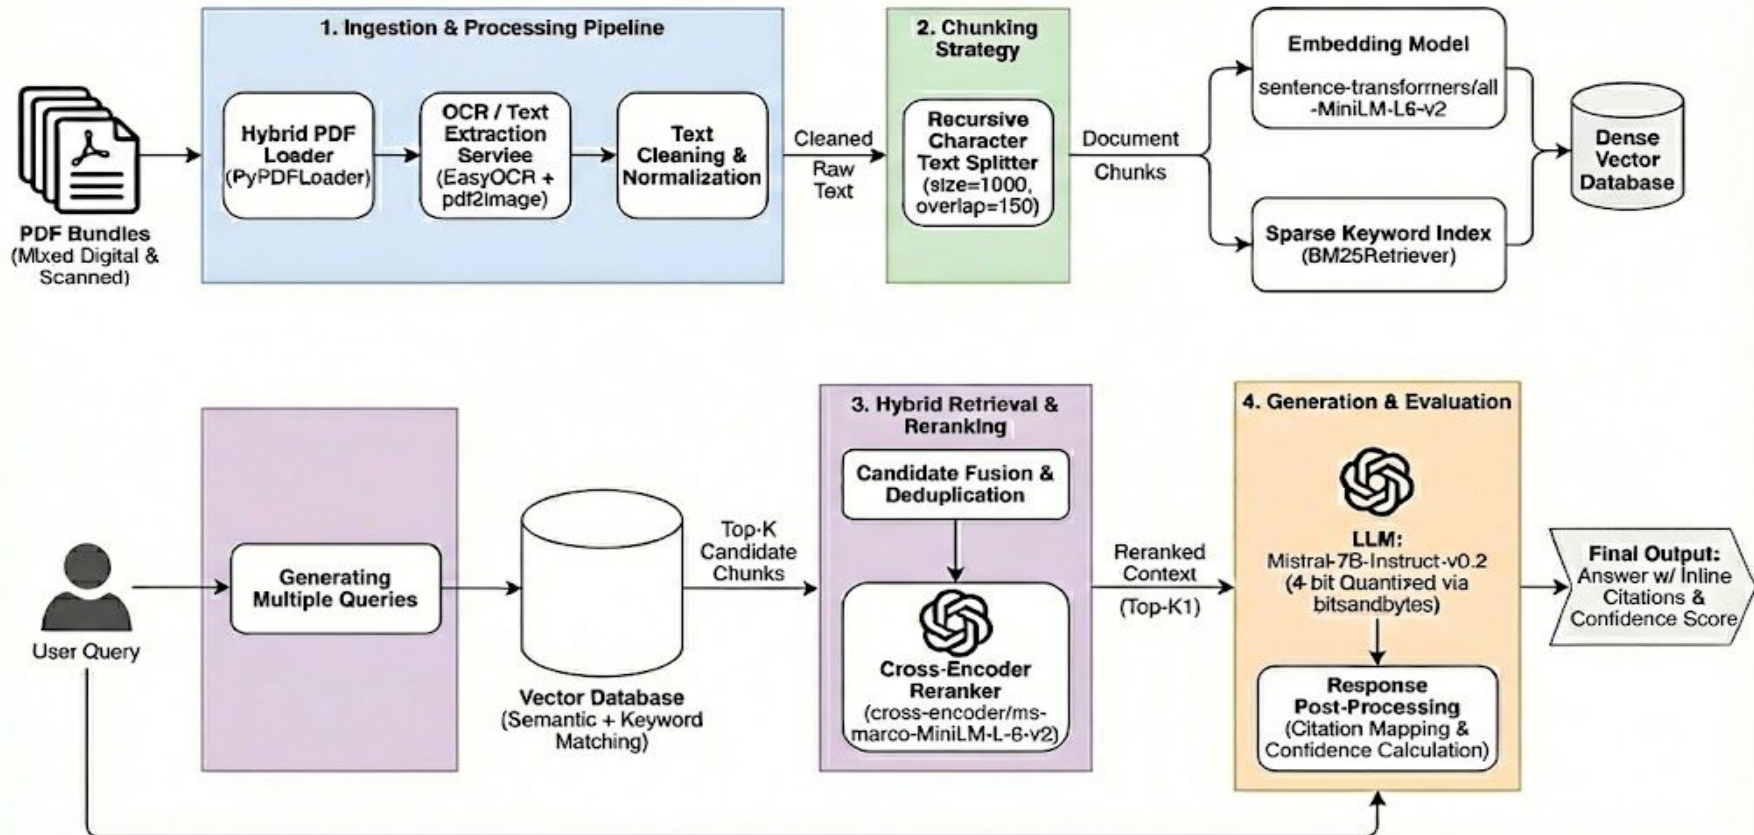 1. Ingestion & Processing Pipeline
PDF Bundles
(Mixed Digital &
Scanned)
Hybrid PDF
Loader
(PyPDFLoader)
OCR / Text
Extraction
Serviee
(EasyOCR +
pdf2Image)
Text
Cleaning &
Normalization
Cleaned
Raw
Text
2. Chunking
Strategy
Recursive
Character
Text Splitter
(size=1000,
overlap=150)
Document
Chunks
Embedding Model
sentence-transformners/all
-MiniLM-L6-v2
Sparse Keyword Index
(BM25Retriever)
Dense
Vector
Database
User Query
Generating
Multiple Queries
Vector Database
(Semantic + Keyword
Matching)
Top-K
Candidate
Chunks
3. Hybrid Retrieval &
Reranking
Candidate Fusion &
Deduplication
Cross-Encoder
Reranker
(cross-encoder/ms-
marco-MiniLM-L-6-v2)
Reranked
Context
(Top-K1)
4. Generation & Evaluation
LLM:
Mistral-7B-Instruct-v0.2
(4-bit Quantised via
bitsandbytes)
Response
Post-Processing
(Citation Mapping &
Confidence Calculation)
Final Output:
Answer w/ Inline
Citations &
Confidence Score